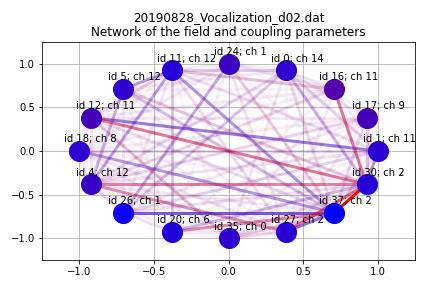 20190828_Vocalization_d02.dat
Network of the field and coupling parameters
id 24; ch 1
id 11; ch 12
id 0; ch 14
id 5; ch 12
id 16; ch 11
id 12; ch 11
id 17; ch 9
id 18; ch 8
id 1; ch 11
id 4; ch 12
id 30; ch 2
id 26; ch 1
id 37; ch 2
id 20; ch 6
id 35; ch 0
id 27; ch 2
1.0
0.5
0.0
−0.5
−1.0
−1.0
−0.5
0.0
0.5
1.0